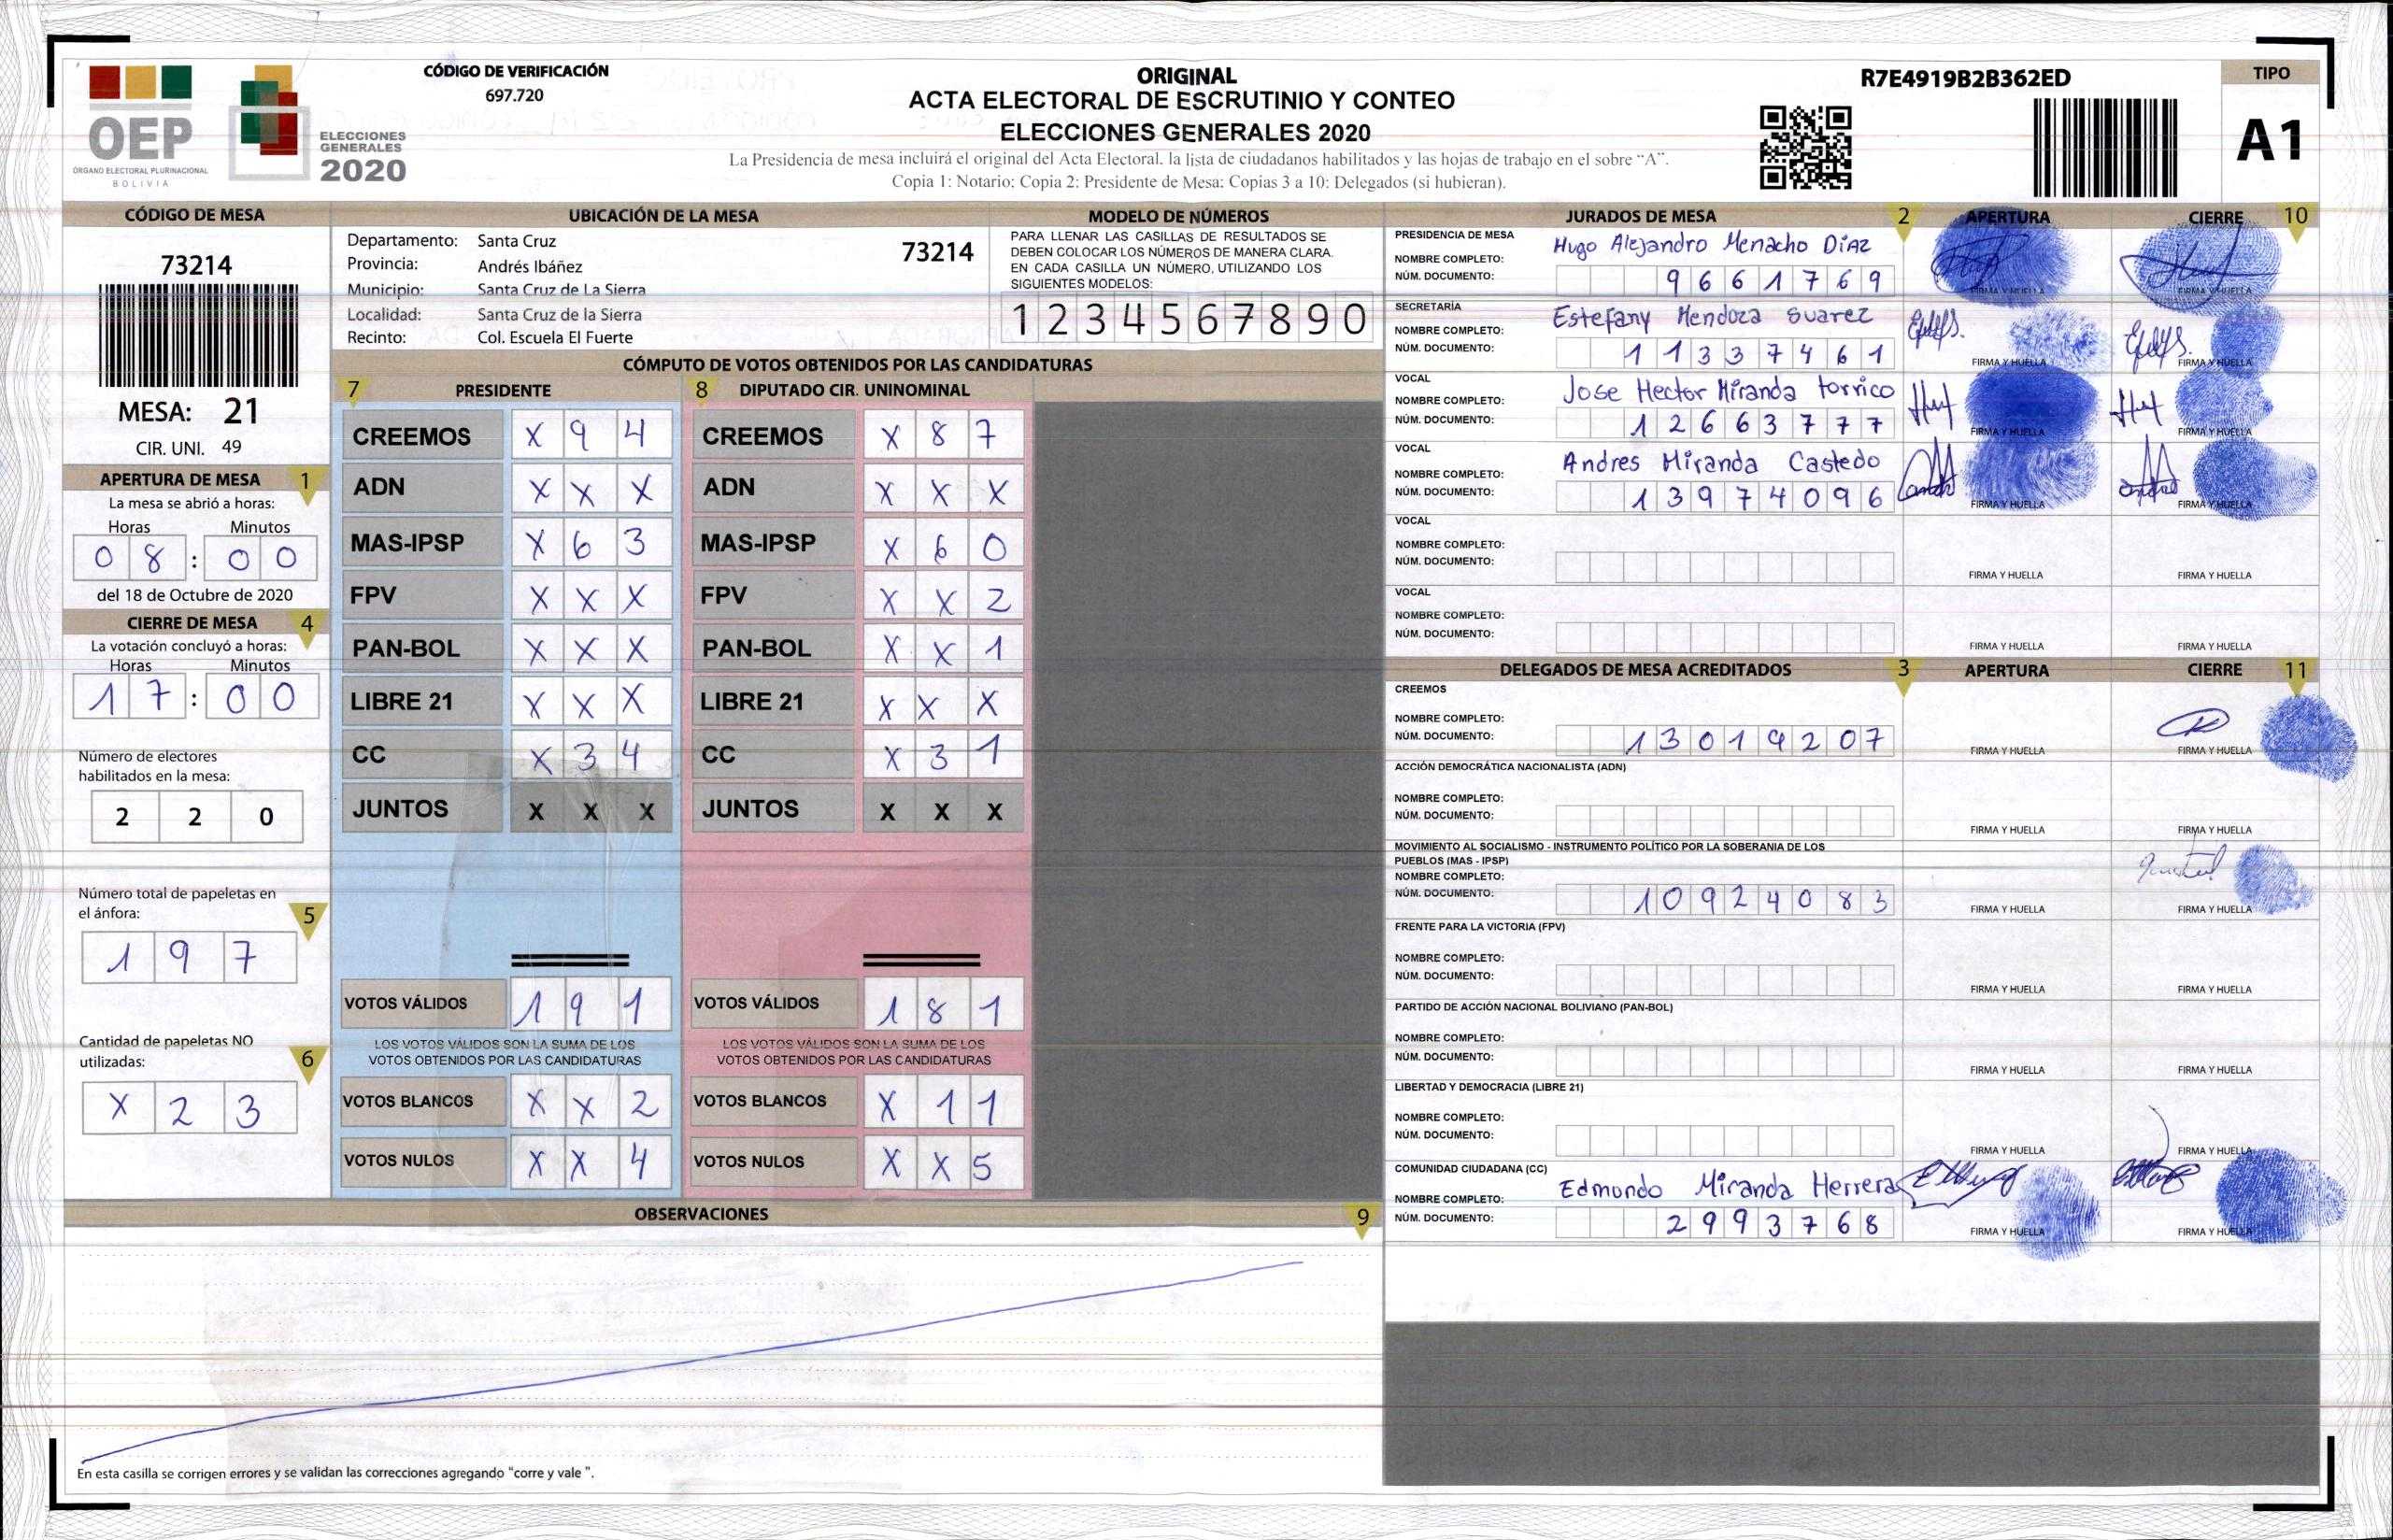 OEP
ÓRGANO ELECTORAL PLURINACIONAL
BOLIVIA
ELECCIONES
GENERALES
2020
CÓDIGO DE VERIFICACIÓN
697.720
ORIGINAL
ACTA ELECTORAL DE ESCRUTINIO Y CONTEO
ELECCIONES GENERALES 2020
La Presidencia de mesa incluirá el original del Acta Electoral. la lista de ciudadanos habilitados y las hojas de trabajo en el sobre “A”.
Copia 1: Notario: Copia 2: Presidente de Mesa: Copias 3 a 10: Delegados (si hubieran).
R7E4919B2B362ED
TIPO
A1
CÓDIGO DE MESA
73214
MESA: 21
CIR. UNI. 49
APERTURA DE MESA 1
La mesa se abrió a horas:
Horas Minutos
0 8 : 0 0
del 18 de Octubre de 2020
CIERRE DE MESA 4
La votación concluyó a horas:
Horas Minutos
1 7 : 0 0
Número de electores
habilitados en la mesa:
2 2 0
Número total de papeletas en
el ánfora: 5
1 9 7
Cantidad de papeletas NO
utilizadas: 6
X 2 3
UBICACIÓN DE LA MESA
Departamento: Santa Cruz 73214
Provincia: Andrés Ibáñez
Municipio: Santa Cruz de La Sierra
Localidad: Santa Cruz de la Sierra
Recinto: Col. Escuela El Fuerte
MODELO DE NÚMEROS
PARA LLENAR LAS CASILLAS DE RESULTADOS SE
DEBEN COLOCAR LOS NÚMEROS DE MANERA CLARA.
EN CADA CASILLA UN NÚMERO, UTILIZANDO LOS
SIGUIENTES MODELOS:
1 2 3 4 5 6 7 8 9 0
CÓMPUTO DE VOTOS OBTENIDOS POR LAS CANDIDATURAS
7 PRESIDENTE 8 DIPUTADO CIR. UNINOMINAL
CREEMOS X 9 4 CREEMOS X 8 7
ADN X X X ADN X X X
MAS-IPSP X 6 3 MAS-IPSP X 6 0
FPV X X X FPV X X 2
PAN-BOL X X X PAN-BOL X X 1
LIBRE 21 X X X LIBRE 21 X X X
CC X 3 4 CC X 3 1
JUNTOS X X X JUNTOS X X X
VOTOS VÁLIDOS 1 9 1 VOTOS VÁLIDOS 1 8 1
LOS VOTOS VÁLIDOS SON LA SUMA DE LOS LOS VOTOS VÁLIDOS SON LA SUMA DE LOS
VOTOS OBTENIDOS POR LAS CANDIDATURAS VOTOS OBTENIDOS POR LAS CANDIDATURAS
VOTOS BLANCOS X X 2 VOTOS BLANCOS X 1 1
VOTOS NULOS X X 4 VOTOS NULOS X X 5
OBSERVACIONES 9
En esta casilla se corrigen errores y se validan las correcciones agregando “corre y vale ”.
JURADOS DE MESA 2 APERTURA CIERRE 10
PRESIDENCIA DE MESA
NOMBRE COMPLETO: Hugo Alejandro Menacho Díaz
NÚM. DOCUMENTO: 9 6 6 1 7 6 9 FIRMA Y HUELLA FIRMA Y HUELLA
SECRETARÍA
NOMBRE COMPLETO: Estefany Mendoza Suarez
NÚM. DOCUMENTO: 1 1 3 3 7 4 6 1 FIRMA Y HUELLA FIRMA Y HUELLA
VOCAL
NOMBRE COMPLETO: Jose Hector Miranda torrico
NÚM. DOCUMENTO: 1 2 6 6 3 7 7 7 FIRMA Y HUELLA FIRMA Y HUELLA
VOCAL
NOMBRE COMPLETO: Andres Miranda Castedo
NÚM. DOCUMENTO: 1 3 9 7 4 0 9 6 FIRMA Y HUELLA FIRMA Y HUELLA
VOCAL
NOMBRE COMPLETO:
NÚM. DOCUMENTO: FIRMA Y HUELLA FIRMA Y HUELLA
VOCAL
NOMBRE COMPLETO:
NÚM. DOCUMENTO: FIRMA Y HUELLA FIRMA Y HUELLA
DELEGADOS DE MESA ACREDITADOS 3 APERTURA CIERRE 11
CREEMOS
NOMBRE COMPLETO:
NÚM. DOCUMENTO: 1 3 0 1 9 2 0 7 FIRMA Y HUELLA FIRMA Y HUELLA
ACCIÓN DEMOCRÁTICA NACIONALISTA (ADN)
NOMBRE COMPLETO:
NÚM. DOCUMENTO: FIRMA Y HUELLA FIRMA Y HUELLA
MOVIMIENTO AL SOCIALISMO - INSTRUMENTO POLÍTICO POR LA SOBERANIA DE LOS
PUEBLOS (MAS - IPSP)
NOMBRE COMPLETO:
NÚM. DOCUMENTO: 1 0 9 2 4 0 8 3 FIRMA Y HUELLA FIRMA Y HUELLA
FRENTE PARA LA VICTORIA (FPV)
NOMBRE COMPLETO:
NÚM. DOCUMENTO: FIRMA Y HUELLA FIRMA Y HUELLA
PARTIDO DE ACCIÓN NACIONAL BOLIVIANO (PAN-BOL)
NOMBRE COMPLETO:
NÚM. DOCUMENTO: FIRMA Y HUELLA FIRMA Y HUELLA
LIBERTAD Y DEMOCRACIA (LIBRE 21)
NOMBRE COMPLETO:
NÚM. DOCUMENTO: FIRMA Y HUELLA FIRMA Y HUELLA
COMUNIDAD CIUDADANA (CC)
NOMBRE COMPLETO: Edmundo Miranda Herrera
NÚM. DOCUMENTO: 2 9 9 3 7 6 8 FIRMA Y HUELLA FIRMA Y HUELLA